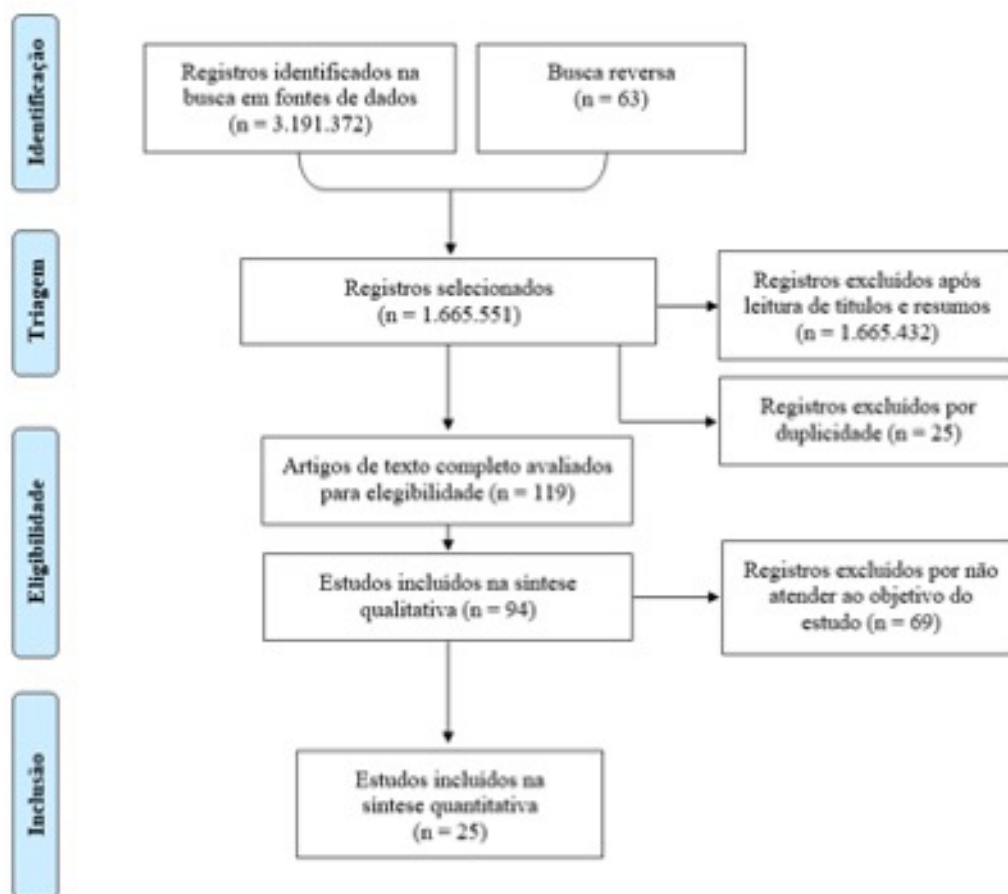 Identificação
Registros identificados na
busca em fontes de dados
(n = 3.191.372)
Busca reversa
(n = 63)
Triagem
Registros selecionados
(n = 1.665.551)
Registros excluídos após
leitura de títulos e resumos
(n = 1.665.432)
Registros excluídos por
duplicidade (n = 25)
Eligibilidade
Artigos de texto completo avaliados
para elegibilidade (n = 119)
Estudos incluídos na síntese
qualitativa (n = 94)
Registros excluídos por não
atender ao objetivo do
estudo (n = 69)
Inclusão
Estudos incluídos na
síntese quantitativa
(n = 25)